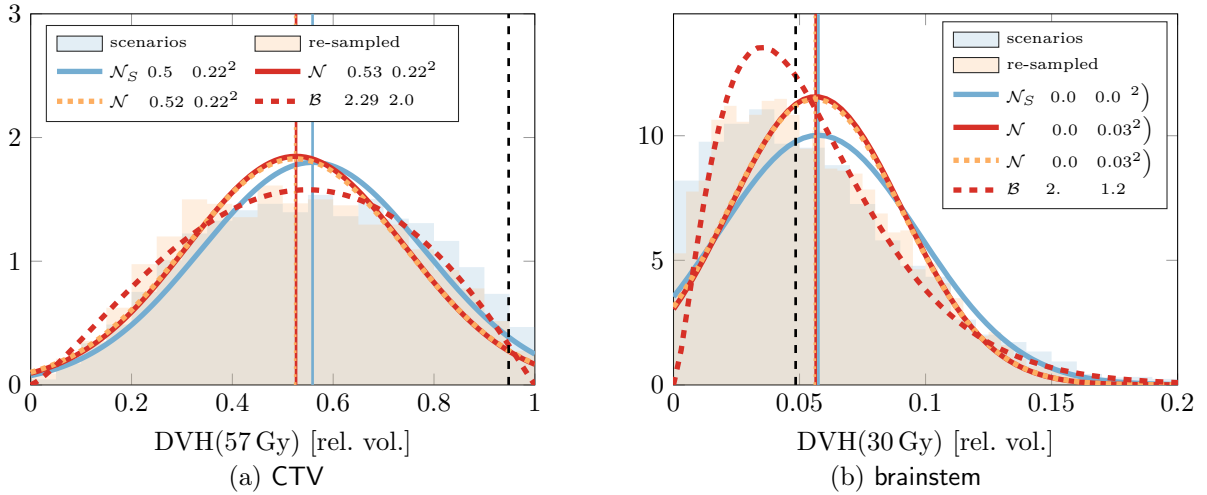 3
2
1
0
0 0.2 0.4 0.6 0.8 1
scenarios re-sampled
𝒩_S 0.5 0.22² 𝒩 0.53 0.22²
𝒩 0.52 0.22² ℬ 2.29 2.0
DVH(57 Gy) [rel. vol.]
(a) CTV
10
5
0
0 0.05 0.1 0.15 0.2
scenarios
re-sampled
𝒩_S 0.0 0.0 ²)
𝒩 0.0 0.03²)
𝒩 0.0 0.03²)
ℬ 2. 1.2
DVH(30 Gy) [rel. vol.]
(b) brainstem